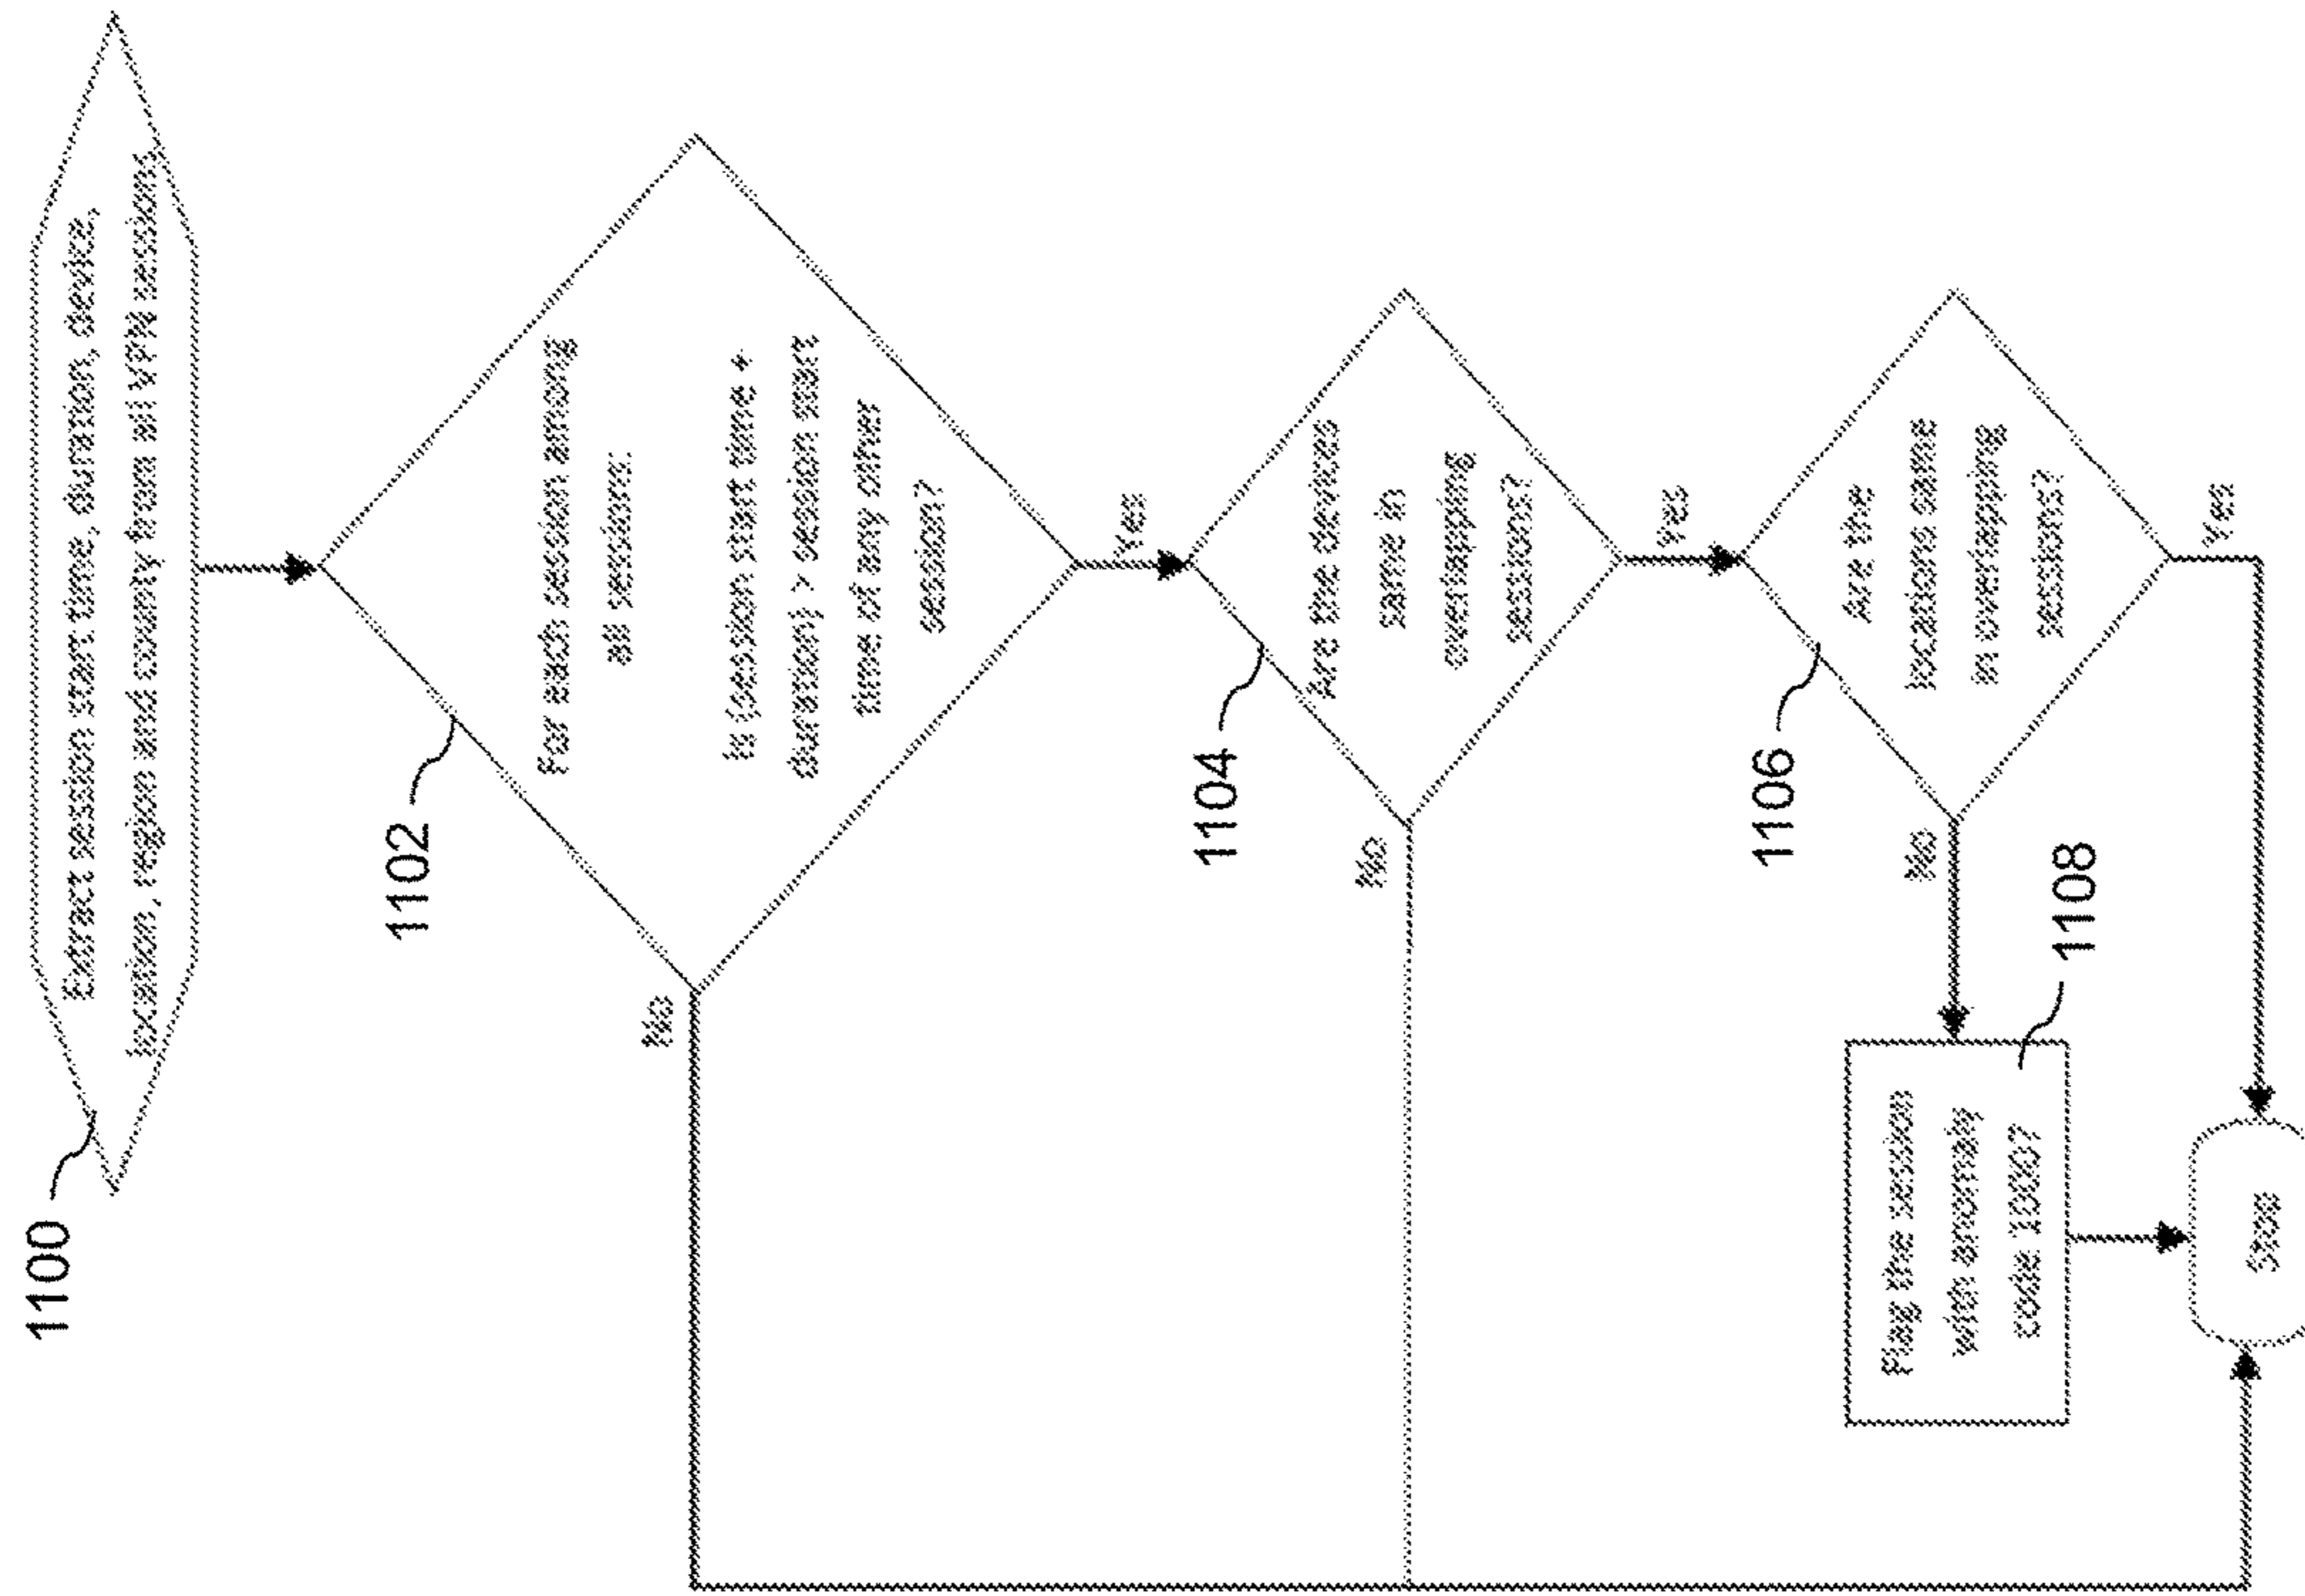 1100
Extract session start time, duration, device,
location, region and county from all VPN sessions
1102
For each session among
all sessions:
Is (session start time +
duration) > session start
time of any other
session?
No
Yes
1104
Are the devices
same in
overlapping
sessions?
No
Yes
1106
Are the
locations same
in overlapping
sessions?
No
Yes
1108
Flag the session
with anomaly
code 1007
Stop